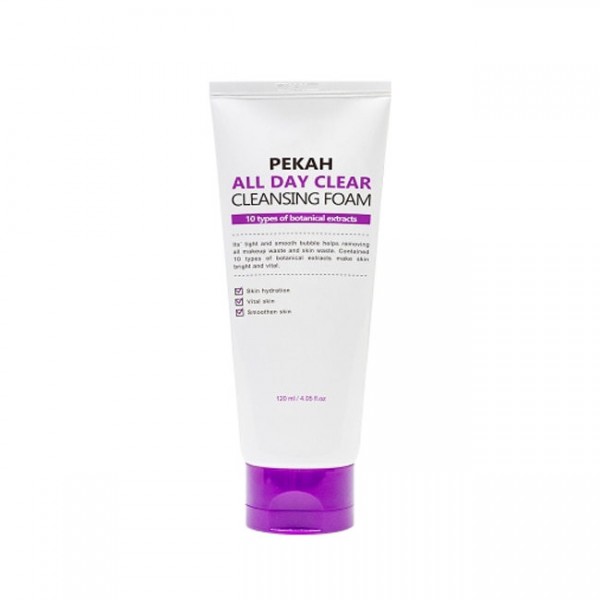 PEKAH
ALL DAY CLEAR
CLEANSING FOAM
10 types of botanical extracts
Its' light and smooth bubble helps removing
all makeup waste and skin waste. Contained
10 types of botanical extracts make skin
bright and vital.
Skin hydration
Vital skin
Smoothen skin
120 ml / 4.05 fl oz